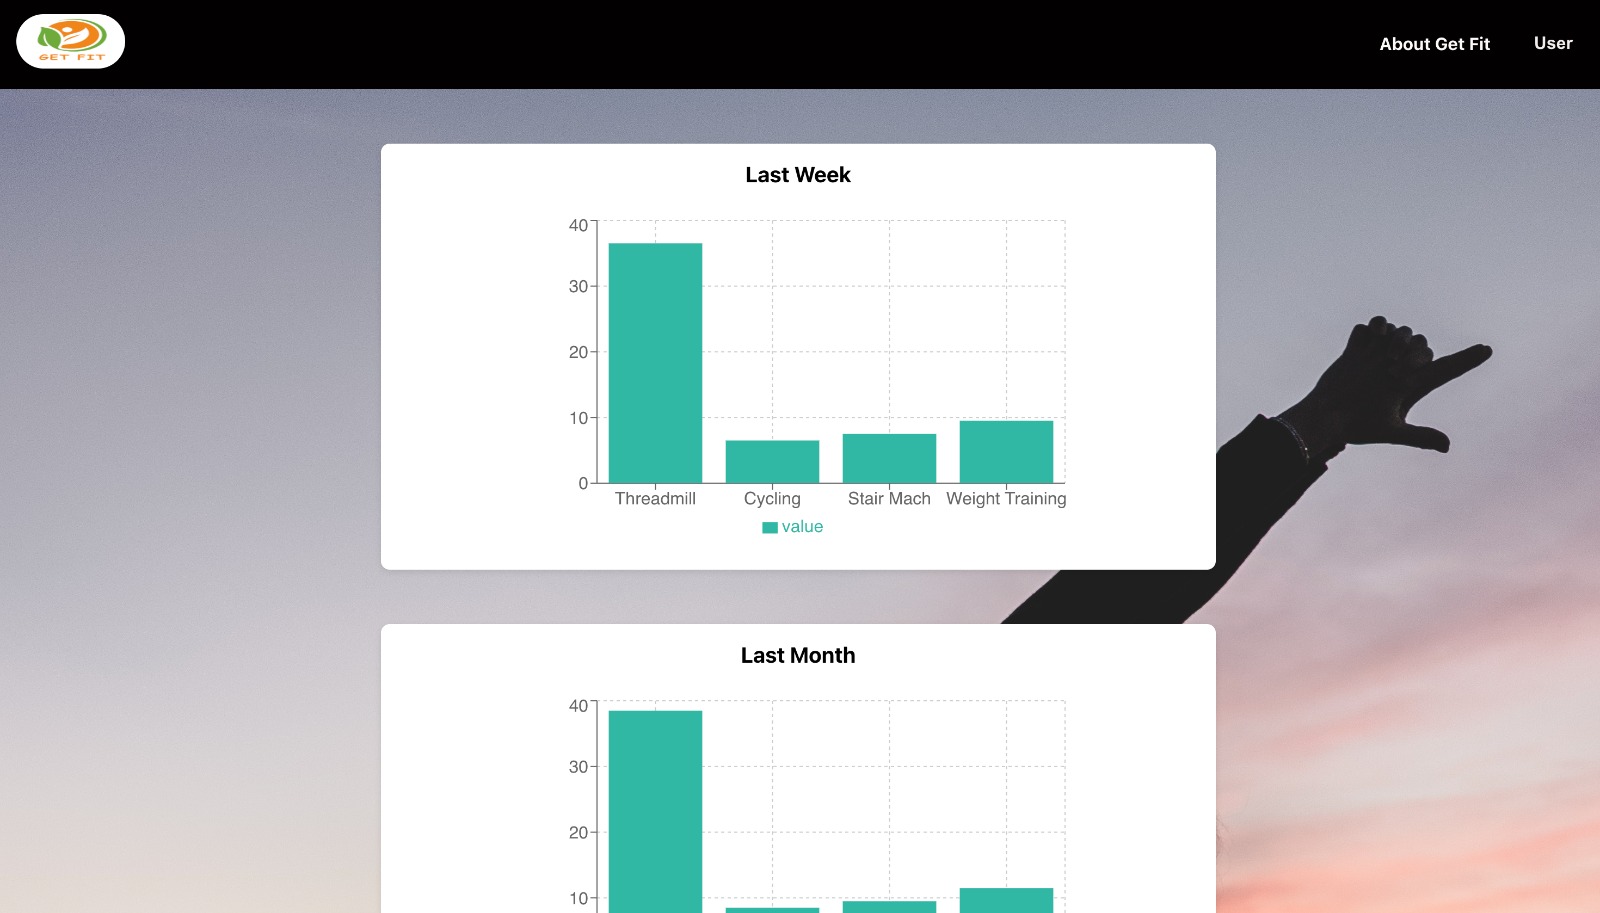 GET FIT
About Get Fit
User
Last Week
40
30
20
10
0
Threadmill Cycling Stair Mach Weight Training
value
Last Month
40
30
20
10